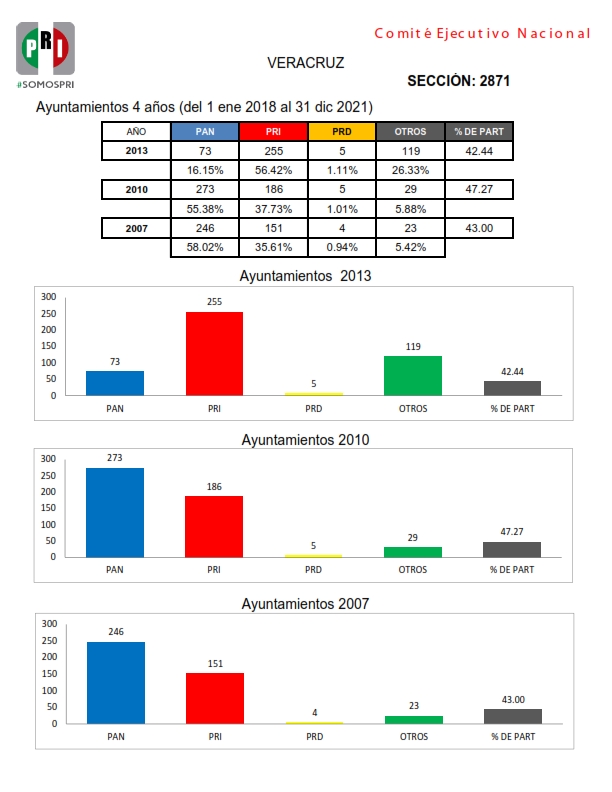 Comité Ejecutivo Nacional
PRI
#SOMOSPRI
VERACRUZ
SECCIÓN: 2871
Ayuntamientos 4 años (del 1 ene 2018 al 31 dic 2021)
AÑO PAN PRI PRD OTROS % DE PART
2013 73 255 5 119 42.44
16.15% 56.42% 1.11% 26.33%
2010 273 186 5 29 47.27
55.38% 37.73% 1.01% 5.88%
2007 246 151 4 23 43.00
58.02% 35.61% 0.94% 5.42%
Ayuntamientos 2013
300
250
200
150
100
50
0
73
255
5
119
42.44
PAN PRI PRD OTROS % DE PART
Ayuntamientos 2010
300
250
200
150
100
50
0
273
186
5
29
47.27
PAN PRI PRD OTROS % DE PART
Ayuntamientos 2007
300
250
200
150
100
50
0
246
151
4
23
43.00
PAN PRI PRD OTROS % DE PART